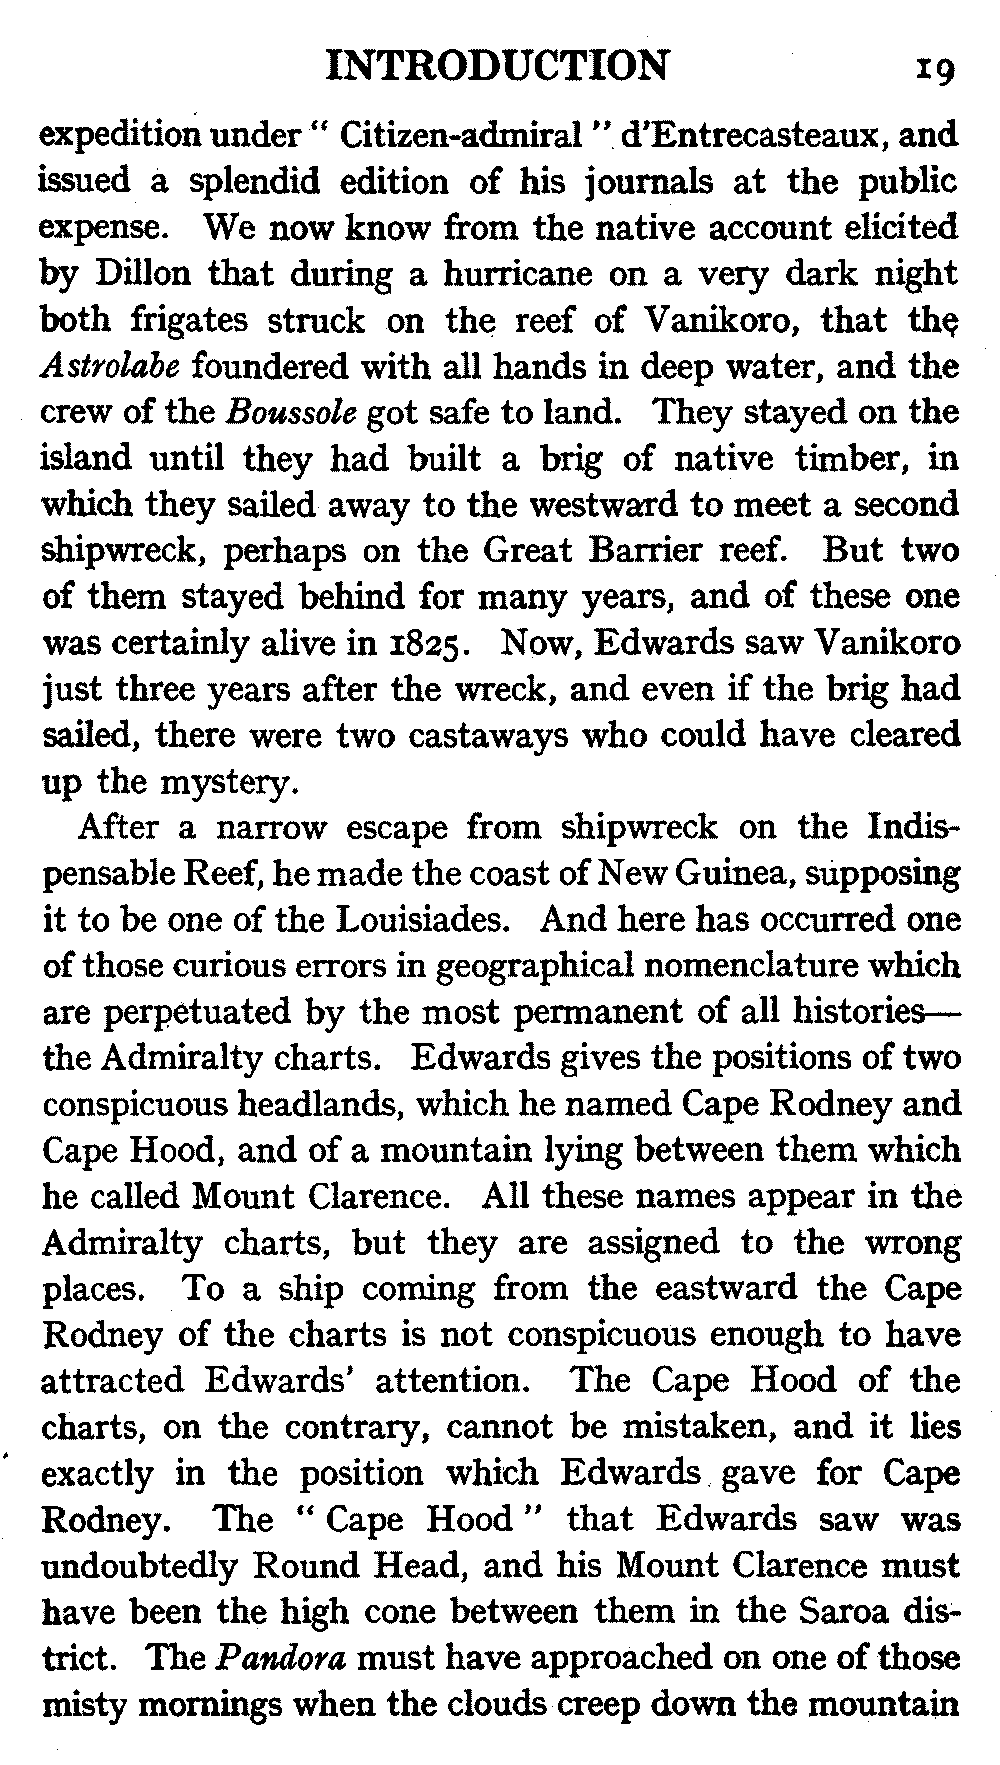 INTRODUCTION 19
expedition under “ Citizen-admiral ” d'Entrecasteaux, and
issued a splendid edition of his journals at the public
expense. We now know from the native account elicited
by Dillon that during a hurricane on a very dark night
both frigates struck on the reef of Vanikoro, that the
Astrolabe foundered with all hands in deep water, and the
crew of the Boussole got safe to land. They stayed on the
island until they had built a brig of native timber, in
which they sailed away to the westward to meet a second
shipwreck, perhaps on the Great Barrier reef. But two
of them stayed behind for many years, and of these one
was certainly alive in 1825. Now, Edwards saw Vanikoro
just three years after the wreck, and even if the brig had
sailed, there were two castaways who could have cleared
up the mystery.
After a narrow escape from shipwreck on the Indis-
pensable Reef, he made the coast of New Guinea, supposing
it to be one of the Louisiades. And here has occurred one
of those curious errors in geographical nomenclature which
are perpetuated by the most permanent of all histories—
the Admiralty charts. Edwards gives the positions of two
conspicuous headlands, which he named Cape Rodney and
Cape Hood, and of a mountain lying between them which
he called Mount Clarence. All these names appear in the
Admiralty charts, but they are assigned to the wrong
places. To a ship coming from the eastward the Cape
Rodney of the charts is not conspicuous enough to have
attracted Edwards' attention. The Cape Hood of the
charts, on the contrary, cannot be mistaken, and it lies
exactly in the position which Edwards gave for Cape
Rodney. The “ Cape Hood ” that Edwards saw was
undoubtedly Round Head, and his Mount Clarence must
have been the high cone between them in the Saroa dis-
trict. The Pandora must have approached on one of those
misty mornings when the clouds creep down the mountain